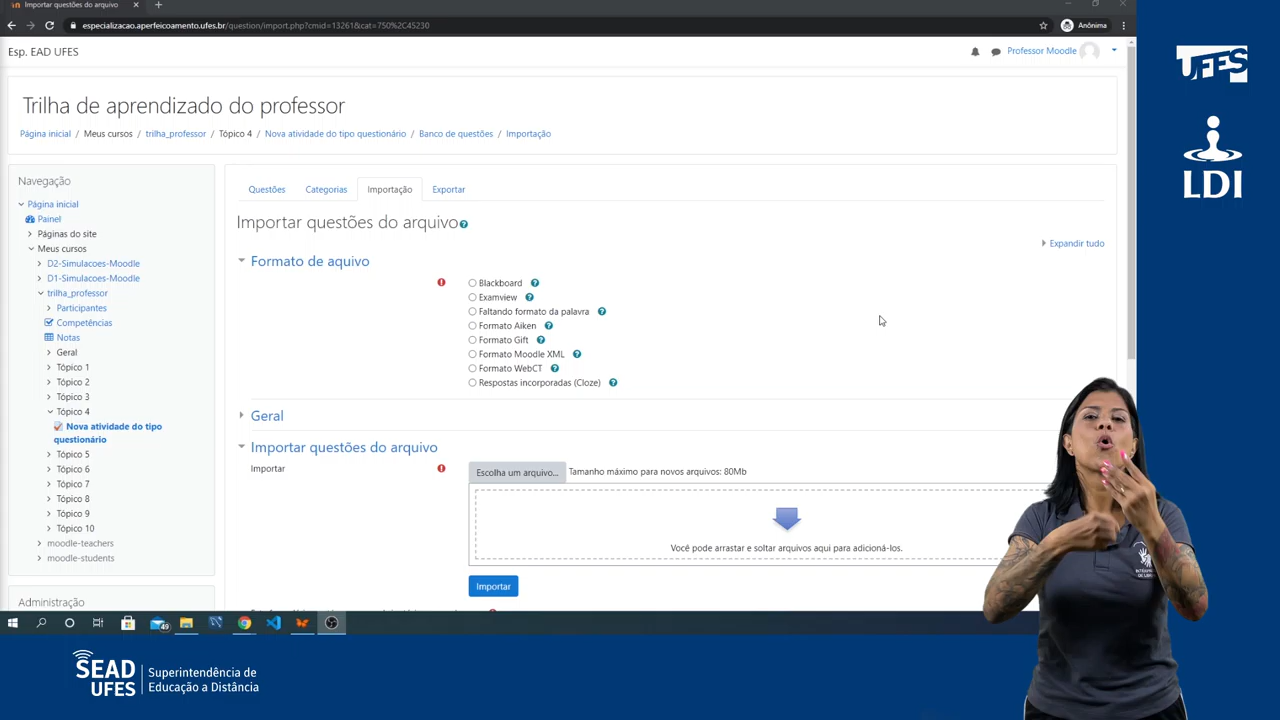 Importar questões do arquivo
especializacao.aperfeicoamento.ufes.br/question/import.php?cmid=13261&cat=750%2C45230
Anônima
Esp. EAD UFES
Professor Moodle
Trilha de aprendizado do professor
Página inicial / Meus cursos / trilha_professor / Tópico 4 / Nova atividade do tipo questionário / Banco de questões / Importação
Navegação
Página inicial
Painel
Páginas do site
Meus cursos
D2-Simulacoes-Moodle
D1-Simulacoes-Moodle
trilha_professor
Participantes
Competências
Notas
Geral
Tópico 1
Tópico 2
Tópico 3
Tópico 4
Nova atividade do tipo
questionário
Tópico 5
Tópico 6
Tópico 7
Tópico 8
Tópico 9
Tópico 10
moodle-teachers
moodle-students
Administração
Questões Categorias Importação Exportar
Importar questões do arquivo
Expandir tudo
Formato de aquivo
Blackboard
Examview
Faltando formato da palavra
Formato Aiken
Formato Gift
Formato Moodle XML
Formato WebCT
Respostas incorporadas (Cloze)
Geral
Importar questões do arquivo
Importar
Escolha um arquivo... Tamanho máximo para novos arquivos: 80Mb
Você pode arrastar e soltar arquivos aqui para adicioná-los.
Importar
49
UFES
LDI
SEAD
UFES
Superintendência de
Educação a Distância